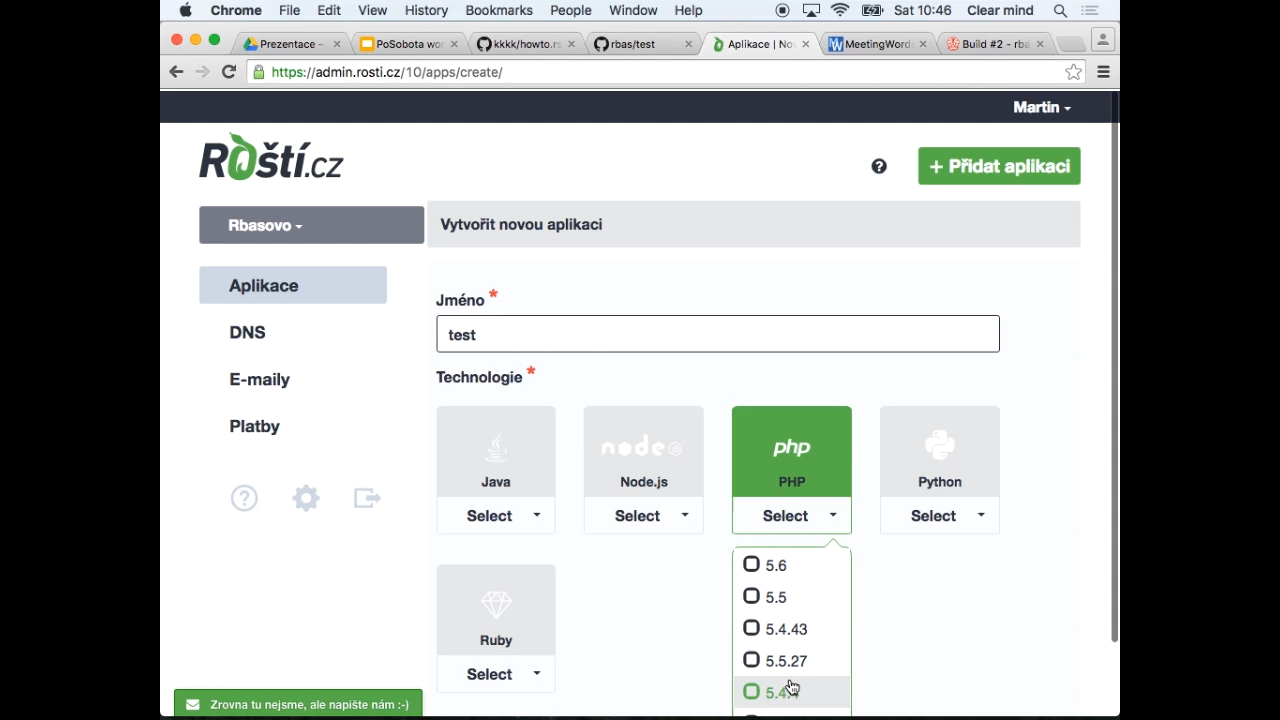 Chrome File Edit View History Bookmarks People Window Help Sat 10:46 Clear mind
Prezentace – PoSobota wo kkkk/howto.rs rbas/test Aplikace | No MeetingWord: Build #2 - rba
https://admin.rosti.cz/10/apps/create/
Martin
Roští.cz
+ Přidat aplikaci
Rbasovo
Vytvořit novou aplikaci
Aplikace
DNS
E-maily
Platby
Jméno *
test
Technologie *
Java
Select
node
Node.js
Select
php
PHP
Select
Python
Select
5.6
5.5
5.4.43
5.5.27
Ruby
Select
Zrovna tu nejsme, ale napište nám :-)